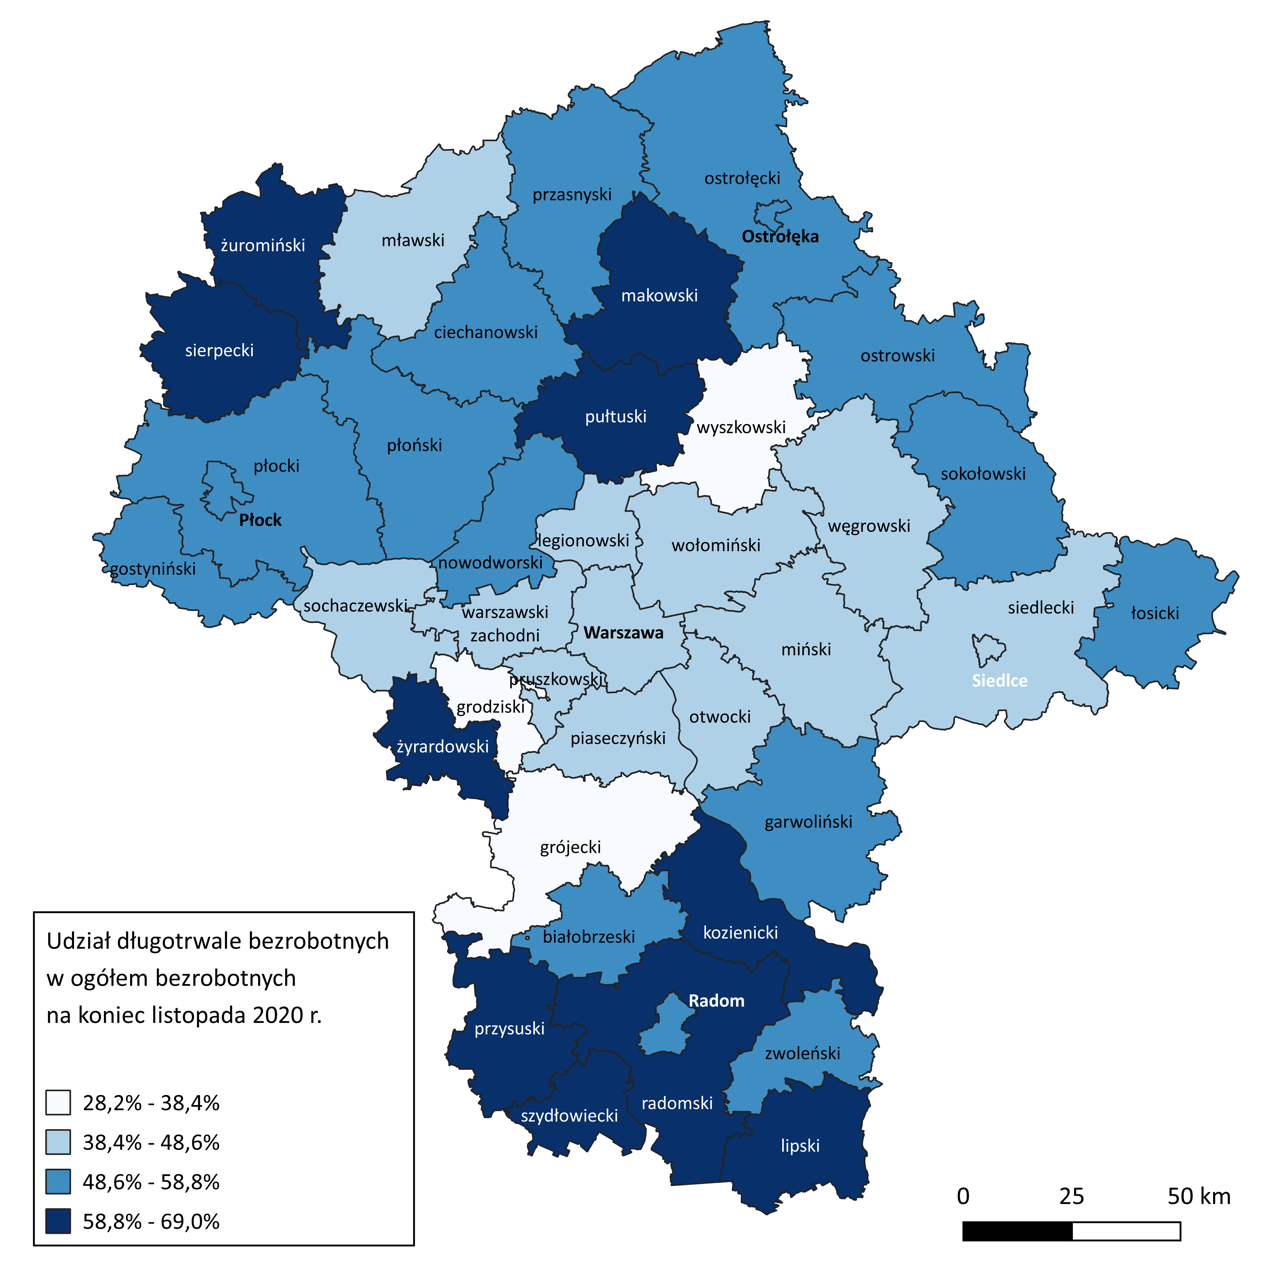 ostrołęcki
przasnyski
Ostrołęka
mławski
żuromiński
makowski
ciechanowski
sierpecki
ostrowski
pułtuski
wyszkowski
płoński
płocki
sokołowski
Płock
węgrowski
legionowski
wołomiński
nowodworski
gostyniński
sochaczewski
siedlecki
warszawski
zachodni
łosicki
Warszawa
miński
pruszkowski
Siedlce
grodziski
otwocki
piaseczyński
żyrardowski
garwoliński
grójecki
kozienicki
białobrzeski
Radom
przysuski
zwoleński
radomski
szydłowiecki
lipski
Udział długotrwale bezrobotnych
w ogółem bezrobotnych
na koniec listopada 2020 r.
28,2% - 38,4%
38,4% - 48,6%
48,6% - 58,8%
58,8% - 69,0%
0 25 50 km